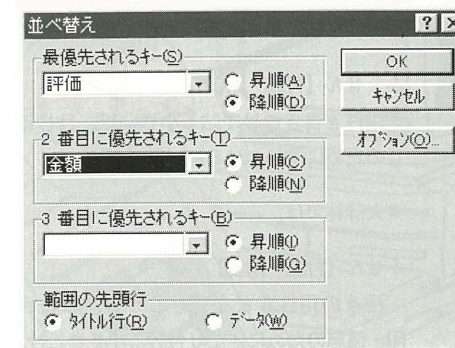 並べ替え
最優先されるキー(S)
評価
昇順(A)
降順(D)
2 番目に優先されるキー(T)
金額
昇順(C)
降順(N)
3 番目に優先されるキー(B)
昇順(I)
降順(G)
範囲の先頭行
タイトル行(R)
データ(W)
OK
キャンセル
オプション(O)...